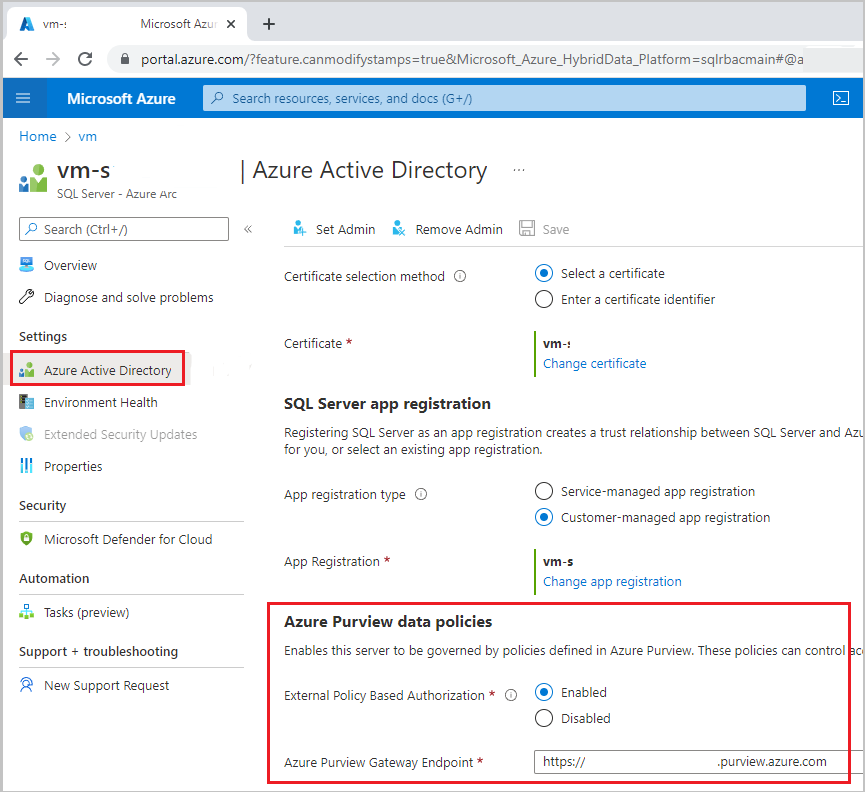 vm-s Microsoft Azu
portal.azure.com/?feature.canmodifystamps=true&Microsoft_Azure_HybridData_Platform=sqlrbacmain#@a
Microsoft Azure
Search resources, services, and docs (G+/)
Home > vm
vm-s
| Azure Active Directory ...
SQL Server - Azure Arc
Search (Ctrl+/)
«
Overview
Diagnose and solve problems
Settings
Azure Active Directory
Environment Health
Extended Security Updates
Properties
Security
Microsoft Defender for Cloud
Automation
Tasks (preview)
Support + troubleshooting
New Support Request
Set Admin Remove Admin Save
Certificate selection method
Select a certificate
Enter a certificate identifier
Certificate *
vm-s
Change certificate
SQL Server app registration
Registering SQL Server as an app registration creates a trust relationship between SQL Server and Azu
for you, or select an existing app registration.
App registration type
Service-managed app registration
Customer-managed app registration
App Registration *
vm-s
Change app registration
Azure Purview data policies
Enables this server to be governed by policies defined in Azure Purview. These policies can control acc
External Policy Based Authorization *
Enabled
Disabled
Azure Purview Gateway Endpoint *
https:// .purview.azure.com